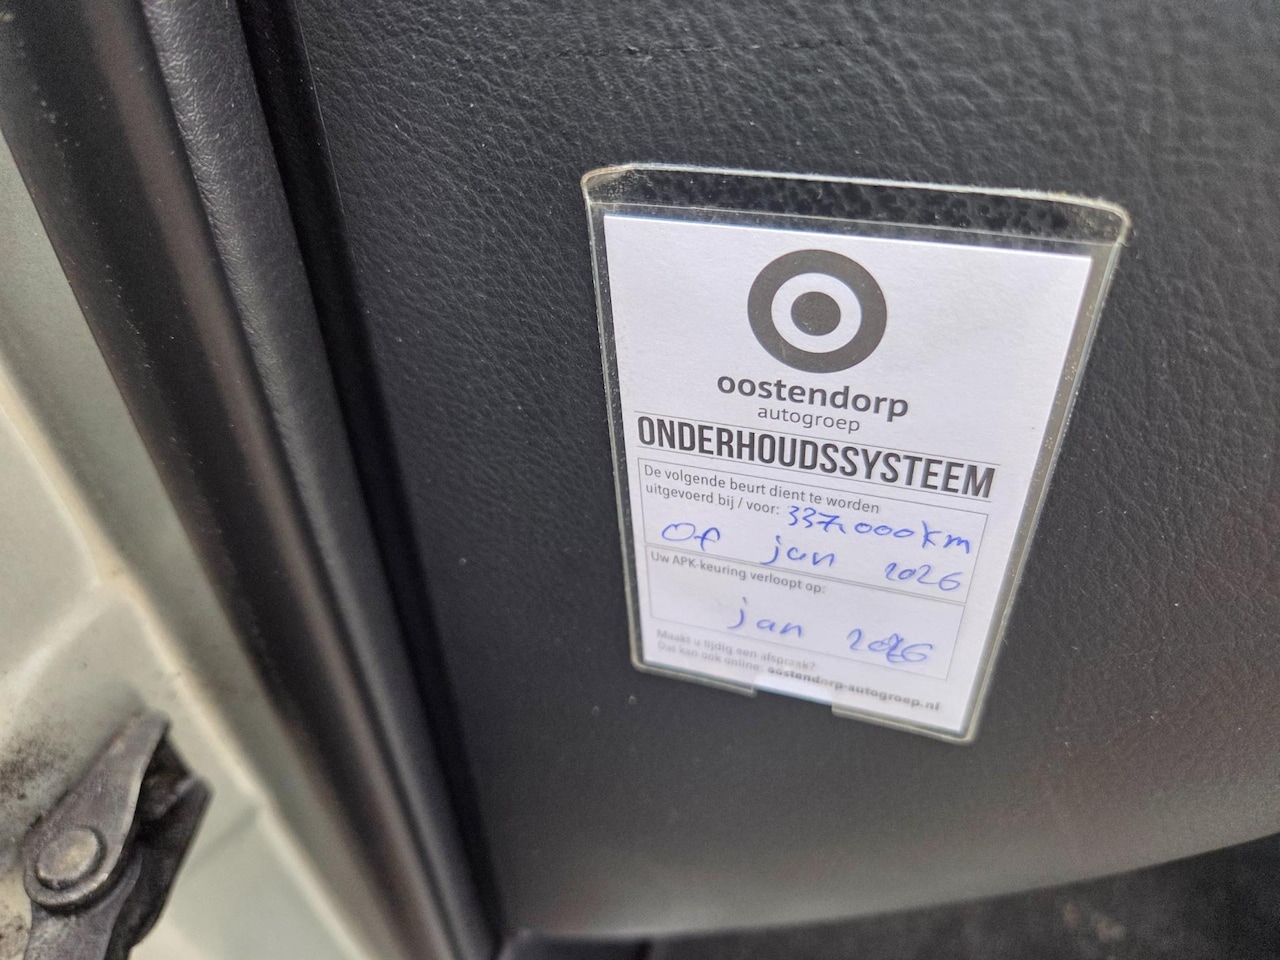 oostendorp
autogroep
ONDERHOUDSSYSTEEM
De volgende beurt dient te worden
uitgevoerd bij / voor: 337.000km
Of jan 2026
Uw APK-keuring verloopt op:
jan 2026
Maakt u tijdig een afspraak?
Dat kan ook online: oostendorp-autogroep.nl